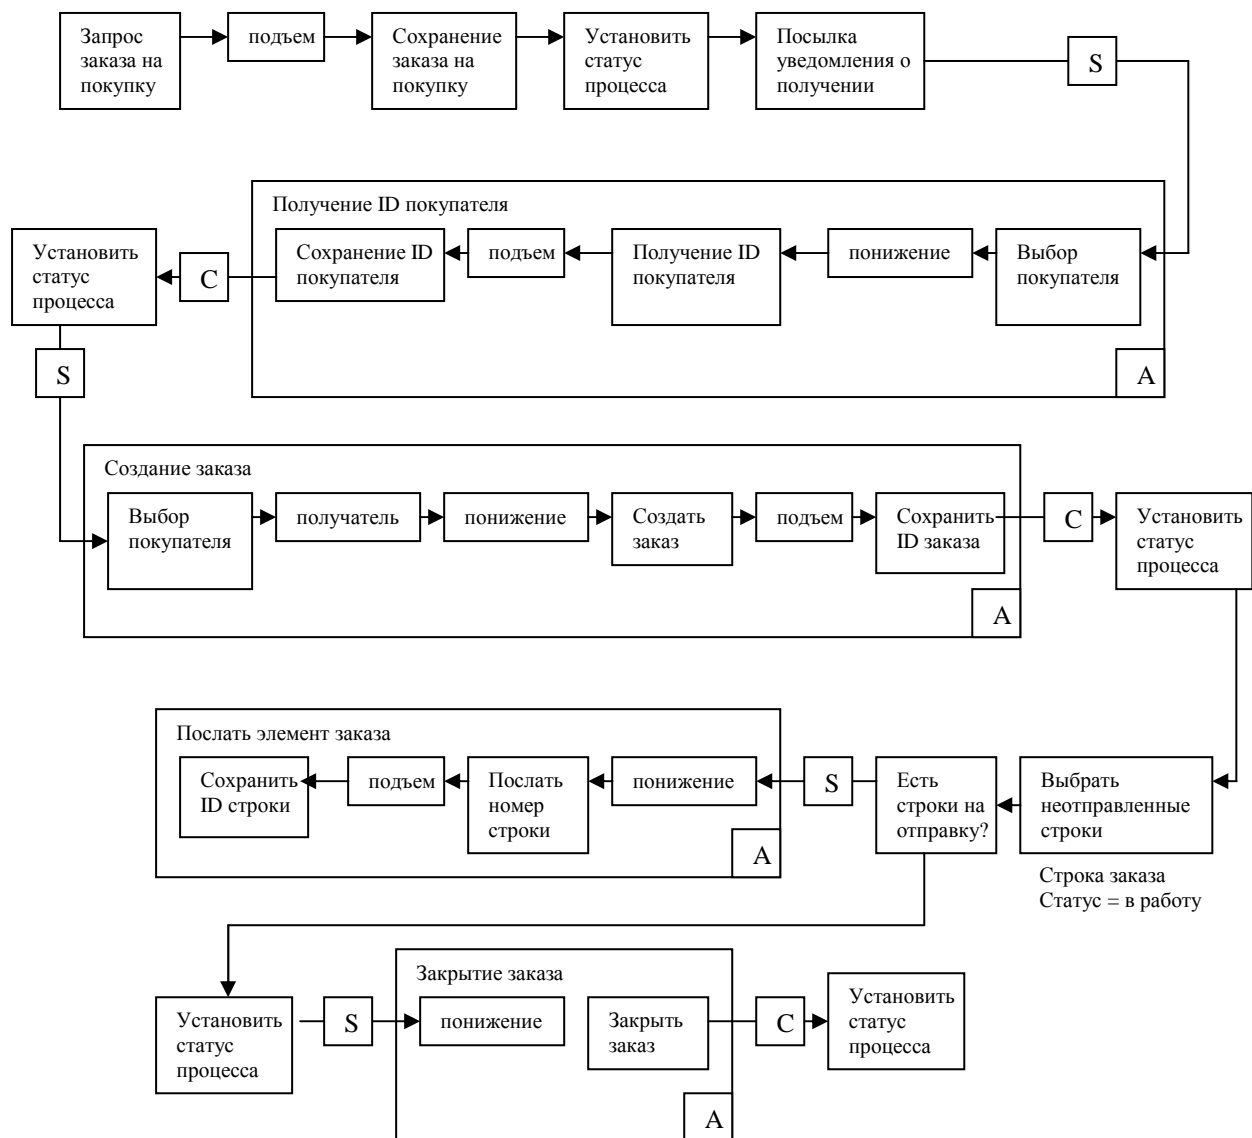 Запрос
заказа на
покупку
подъем
Сохранение
заказа на
покупку
Установить
статус
процесса
Посылка
уведомления о
получении
S
Получение ID покупателя
Установить
статус
процесса
C
Сохранение ID
покупателя
подъем
Получение ID
покупателя
понижение
Выбор
покупателя
A
S
Создание заказа
Выбор
покупателя
получатель
понижение
Создать
заказ
подъем
Сохранить
ID заказа
C
Установить
статус
процесса
A
Послать элемент заказа
Сохранить
ID строки
подъем
Послать
номер
строки
понижение
S
Есть
строки на
отправку?
Выбрать
неотправленные
строки
A
Строка заказа
Статус = в работу
Закрытие заказа
Установить
статус
процесса
S
понижение
Закрыть
заказ
C
Установить
статус
процесса
A